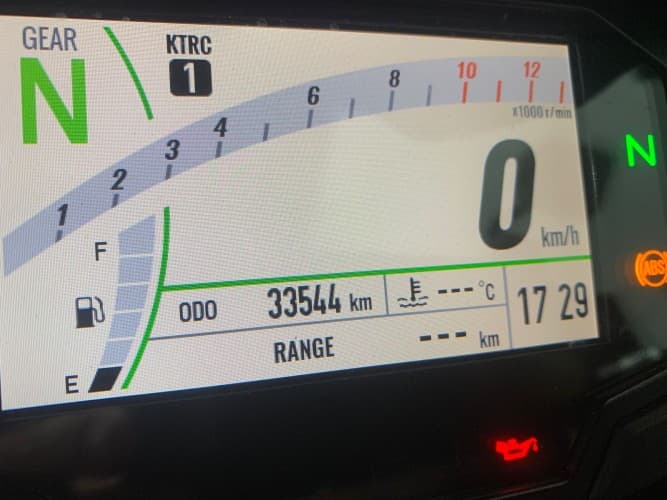 GEAR
N
KTRC
1
1 2 3 4 6 8 10 12
x1000 r/min
N
0 km/h
ABS
F
E
ODO 33544 km
--- °C
17 29
RANGE --- km